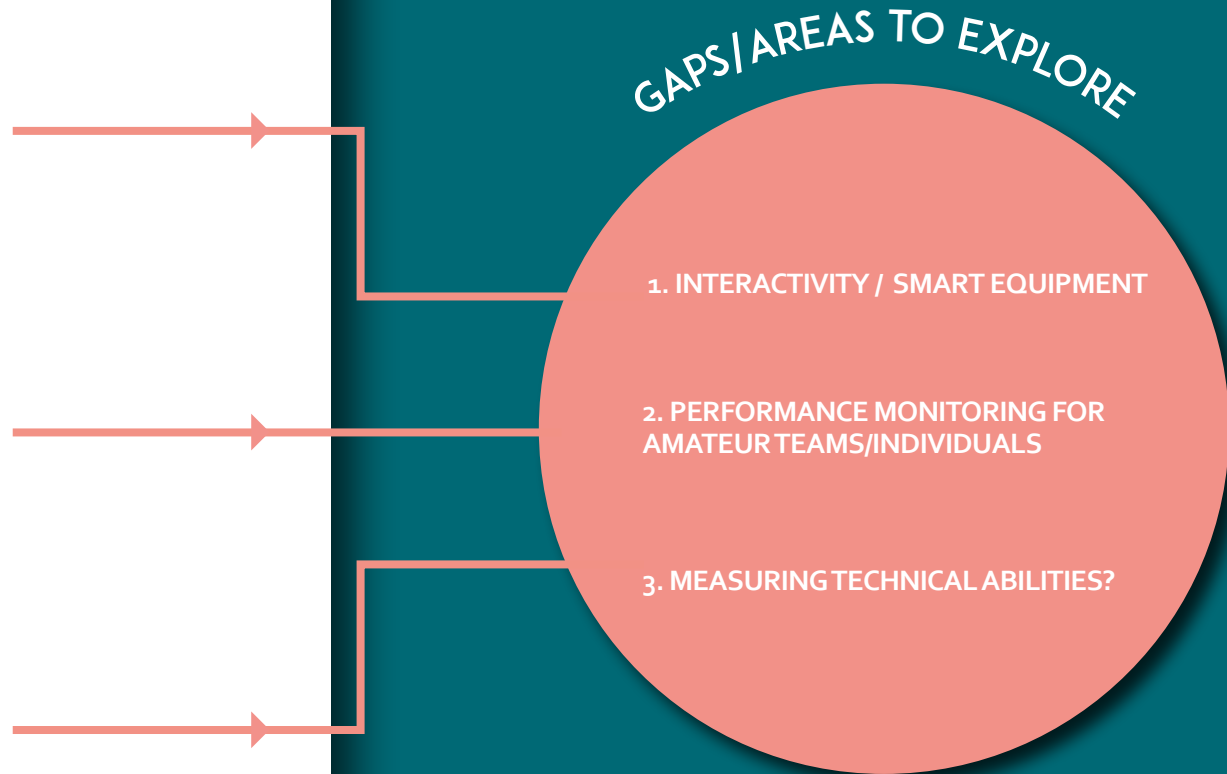 GAPS/AREAS TO EXPLORE
1. INTERACTIVITY / SMART EQUIPMENT
2. PERFORMANCE MONITORING FOR
AMATEUR TEAMS/INDIVIDUALS
3. MEASURING TECHNICAL ABILITIES?